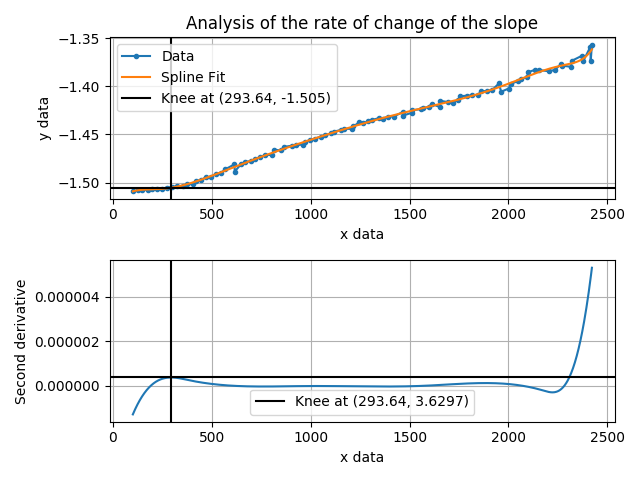 Analysis of the rate of change of the slope
−1.35
−1.40
−1.45
−1.50
y data
Data
Spline Fit
Knee at (293.64, -1.505)
0
500
1000
1500
2000
2500
x data
0.000004
0.000002
0.000000
Second derivative
Knee at (293.64, 3.6297)
0
500
1000
1500
2000
2500
x data